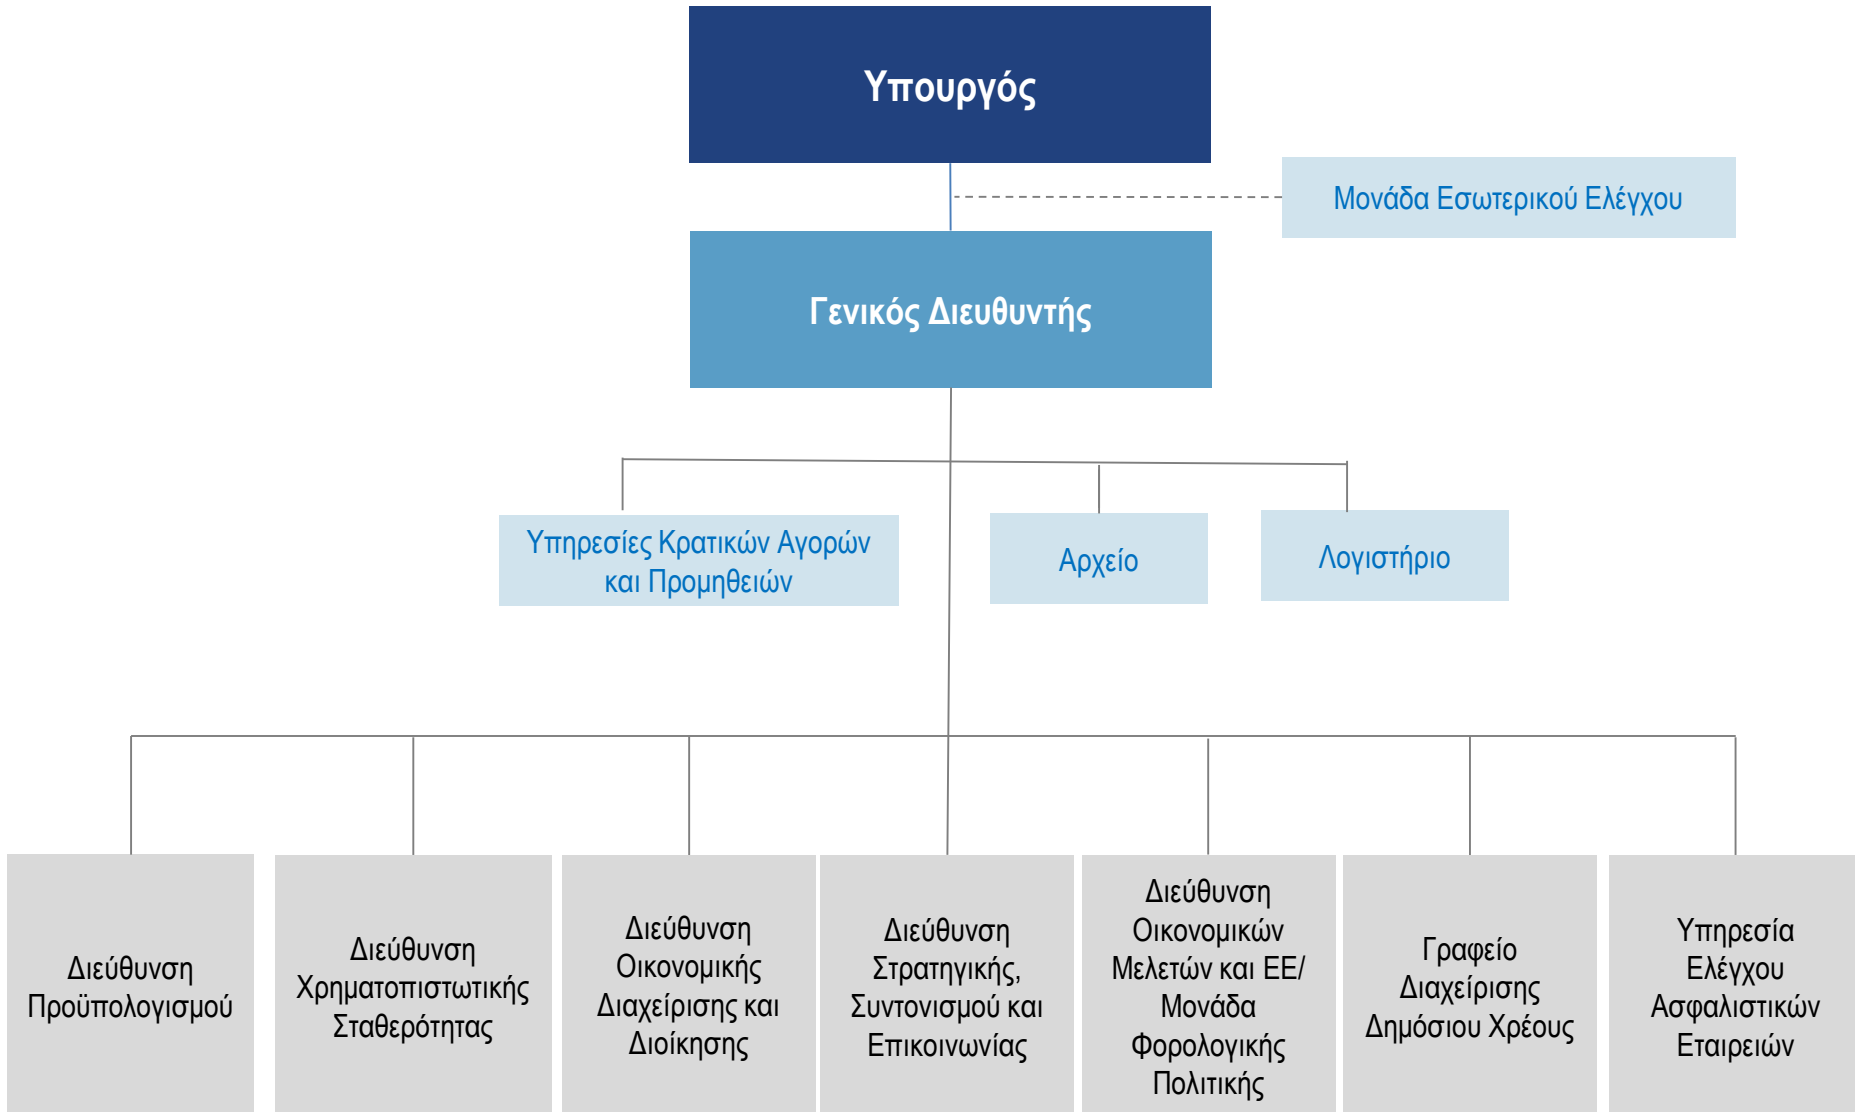 Υπουργός
Μονάδα Εσωτερικού Ελέγχου
Γενικός Διευθυντής
Υπηρεσίες Κρατικών Αγορών
και Προμηθειών
Αρχείο
Λογιστήριο
Διεύθυνση
Προϋπολογισμού
Διεύθυνση
Χρηματοπιστωτικής
Σταθερότητας
Διεύθυνση
Οικονομικής
Διαχείρισης και
Διοίκησης
Διεύθυνση
Στρατηγικής,
Συντονισμού και
Επικοινωνίας
Διεύθυνση
Οικονομικών
Μελετών και ΕΕ/
Μονάδα
Φορολογικής
Πολιτικής
Γραφείο
Διαχείρισης
Δημόσιου Χρέους
Υπηρεσία
Ελέγχου
Ασφαλιστικών
Εταιρειών